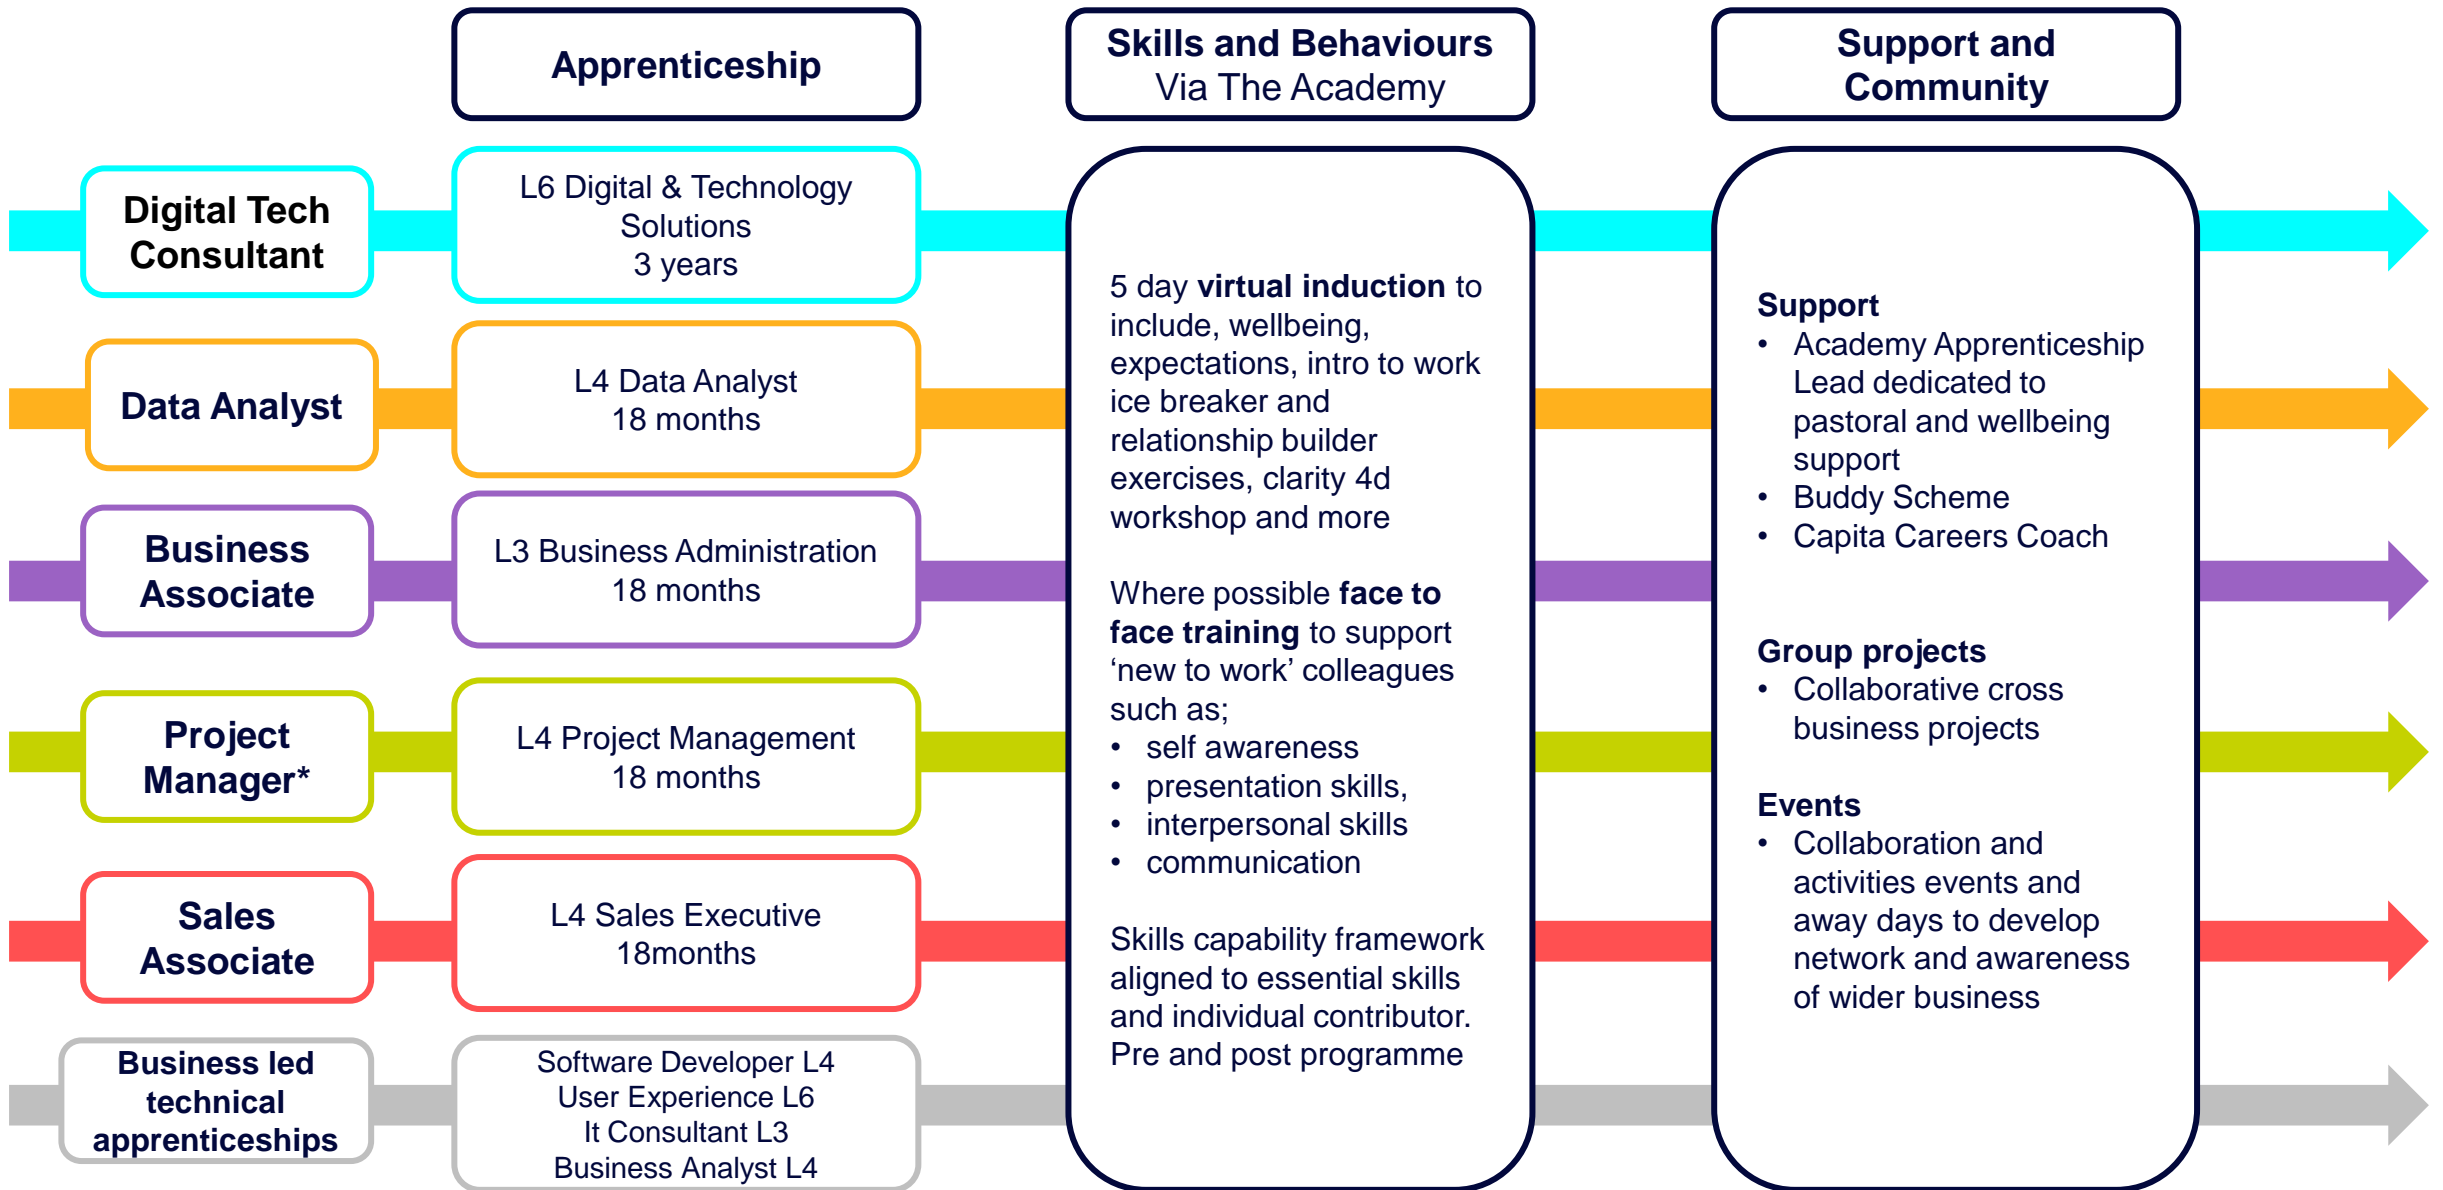 Apprenticeship
Skills and Behaviours
Via The Academy
Support and
Community
Digital Tech
Consultant
L6 Digital & Technology
Solutions
3 years
Data Analyst
L4 Data Analyst
18 months
Business
Associate
L3 Business Administration
18 months
Project
Manager*
L4 Project Management
18 months
Sales
Associate
L4 Sales Executive
18months
Business led
technical
apprenticeships
Software Developer L4
User Experience L6
It Consultant L3
Business Analyst L4
5 day virtual induction to
include, wellbeing,
expectations, intro to work
ice breaker and
relationship builder
exercises, clarity 4d
workshop and more
Where possible face to
face training to support
‘new to work’ colleagues
such as;
• self awareness
• presentation skills,
• interpersonal skills
• communication
Skills capability framework
aligned to essential skills
and individual contributor.
Pre and post programme
Support
• Academy Apprenticeship
Lead dedicated to
pastoral and wellbeing
support
• Buddy Scheme
• Capita Careers Coach
Group projects
• Collaborative cross
business projects
Events
• Collaboration and
activities events and
away days to develop
network and awareness
of wider business